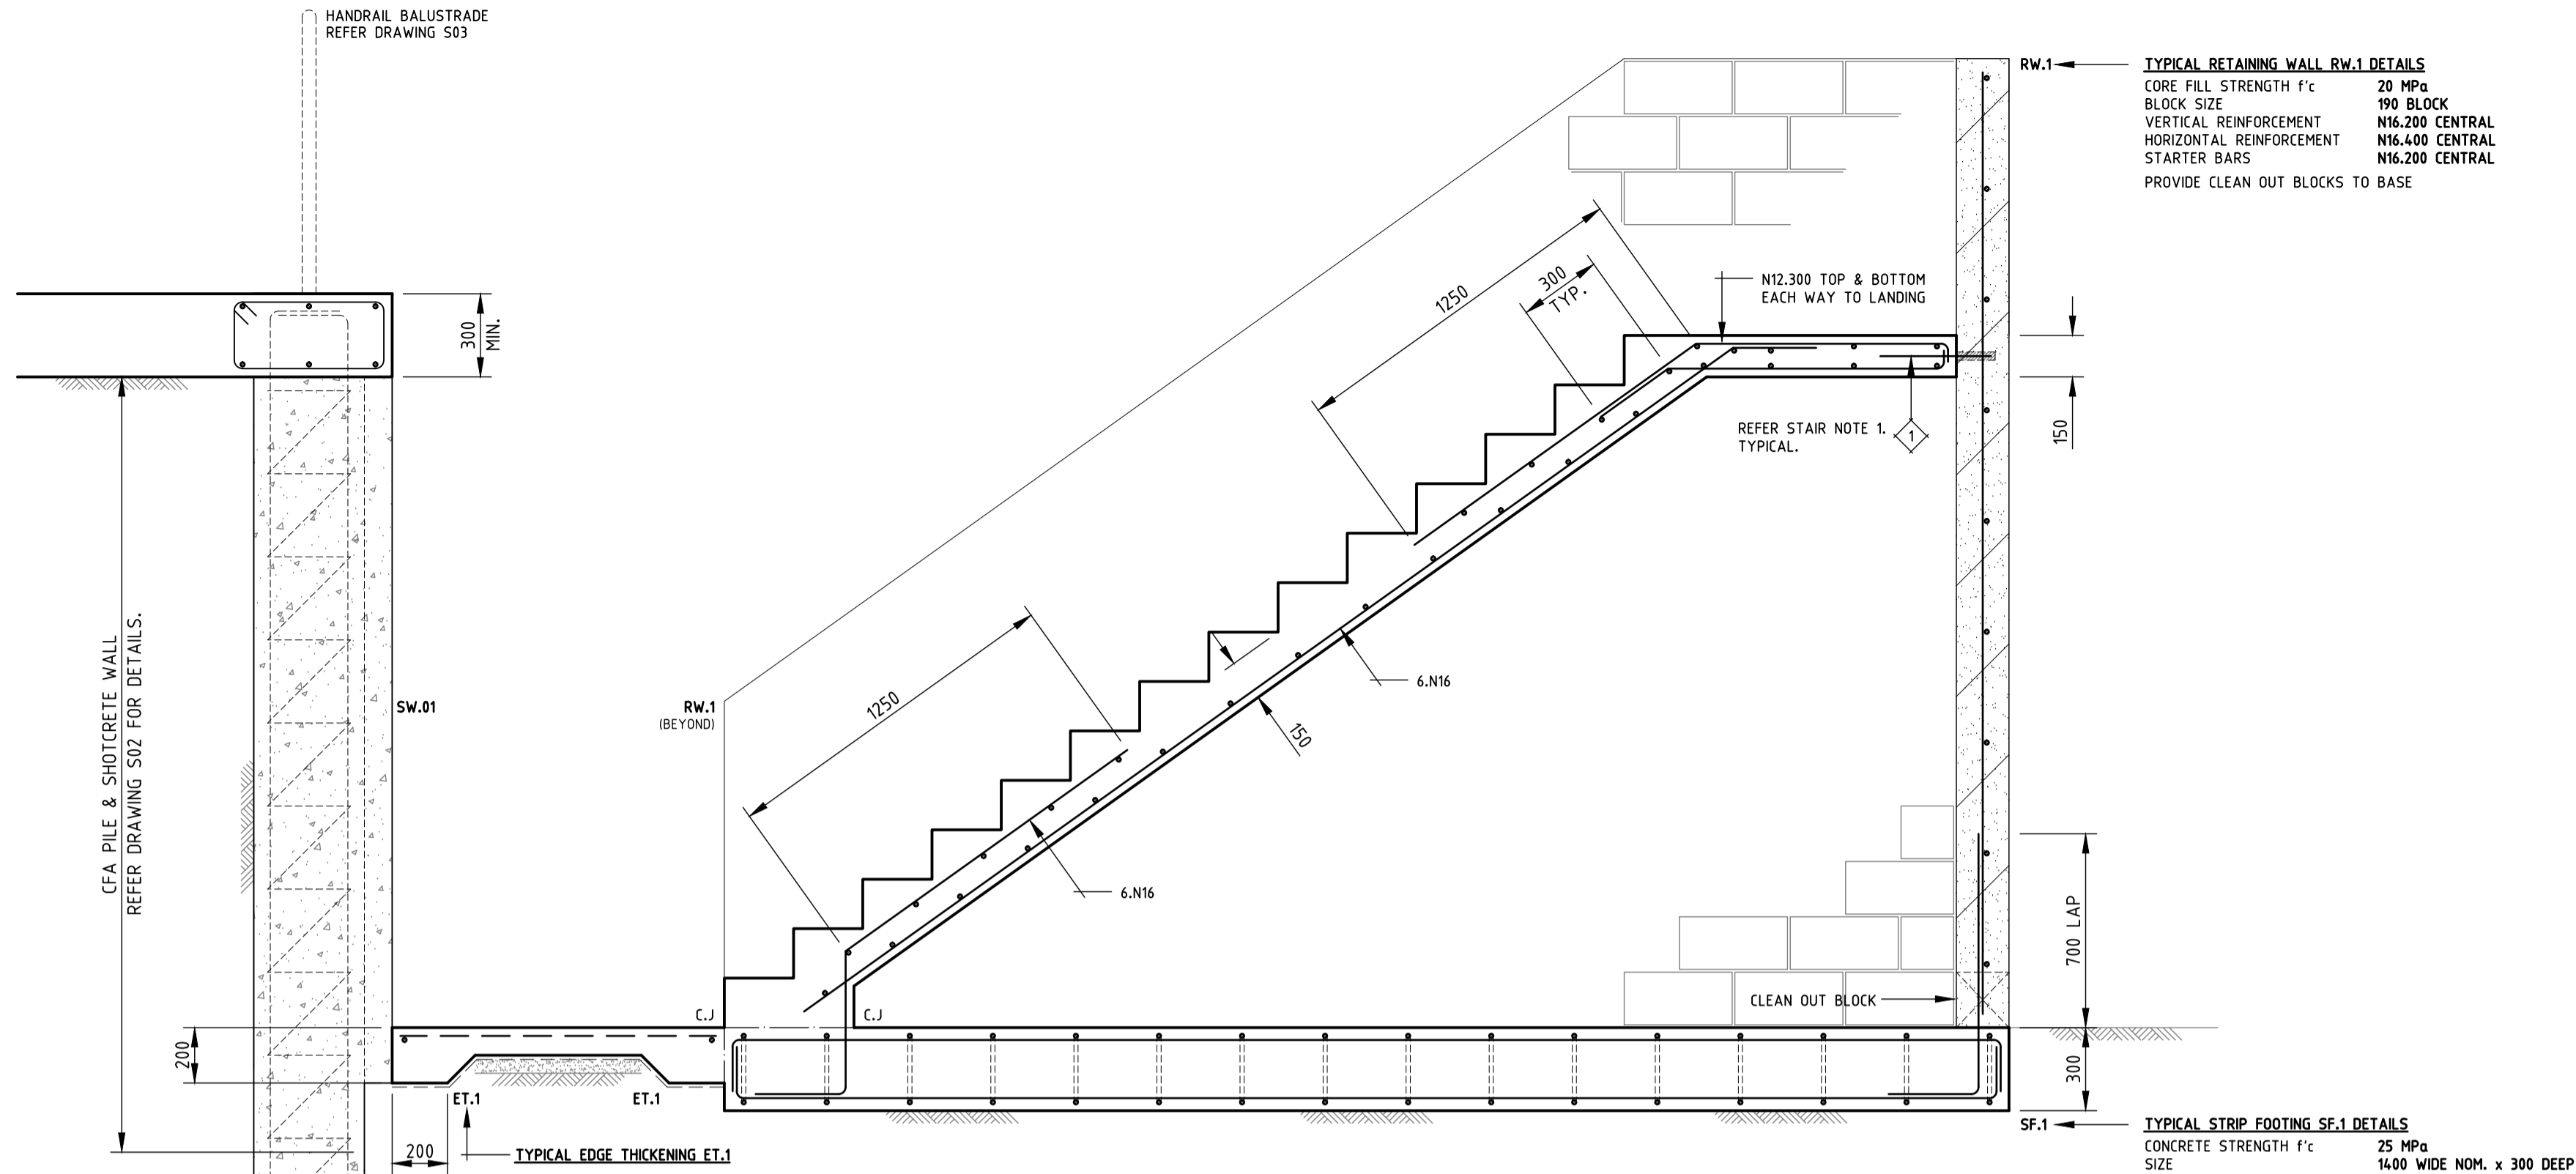 HANDRAIL BALUSTRADE
REFER DRAWING S03
RW.1
TYPICAL RETAINING WALL RW.1 DETAILS
CORE FILL STRENGTH f'c 20 MPa
BLOCK SIZE 190 BLOCK
VERTICAL REINFORCEMENT N16.200 CENTRAL
HORIZONTAL REINFORCEMENT N16.400 CENTRAL
STARTER BARS N16.200 CENTRAL
PROVIDE CLEAN OUT BLOCKS TO BASE
300
MIN.
1250
300
TYP.
N12.300 TOP & BOTTOM
EACH WAY TO LANDING
REFER STAIR NOTE 1.
TYPICAL.
1
150
CFA PILE & SHOTCRETE WALL
REFER DRAWING S02 FOR DETAILS.
SW.01
RW.1
(BEYOND)
1250
6.N16
150
6.N16
700 LAP
CLEAN OUT BLOCK
C.J
C.J
200
300
ET.1
ET.1
200
TYPICAL EDGE THICKENING ET.1
SF.1
TYPICAL STRIP FOOTING SF.1 DETAILS
CONCRETE STRENGTH f'c 25 MPa
SIZE 1400 WIDE NOM. x 300 DEEP